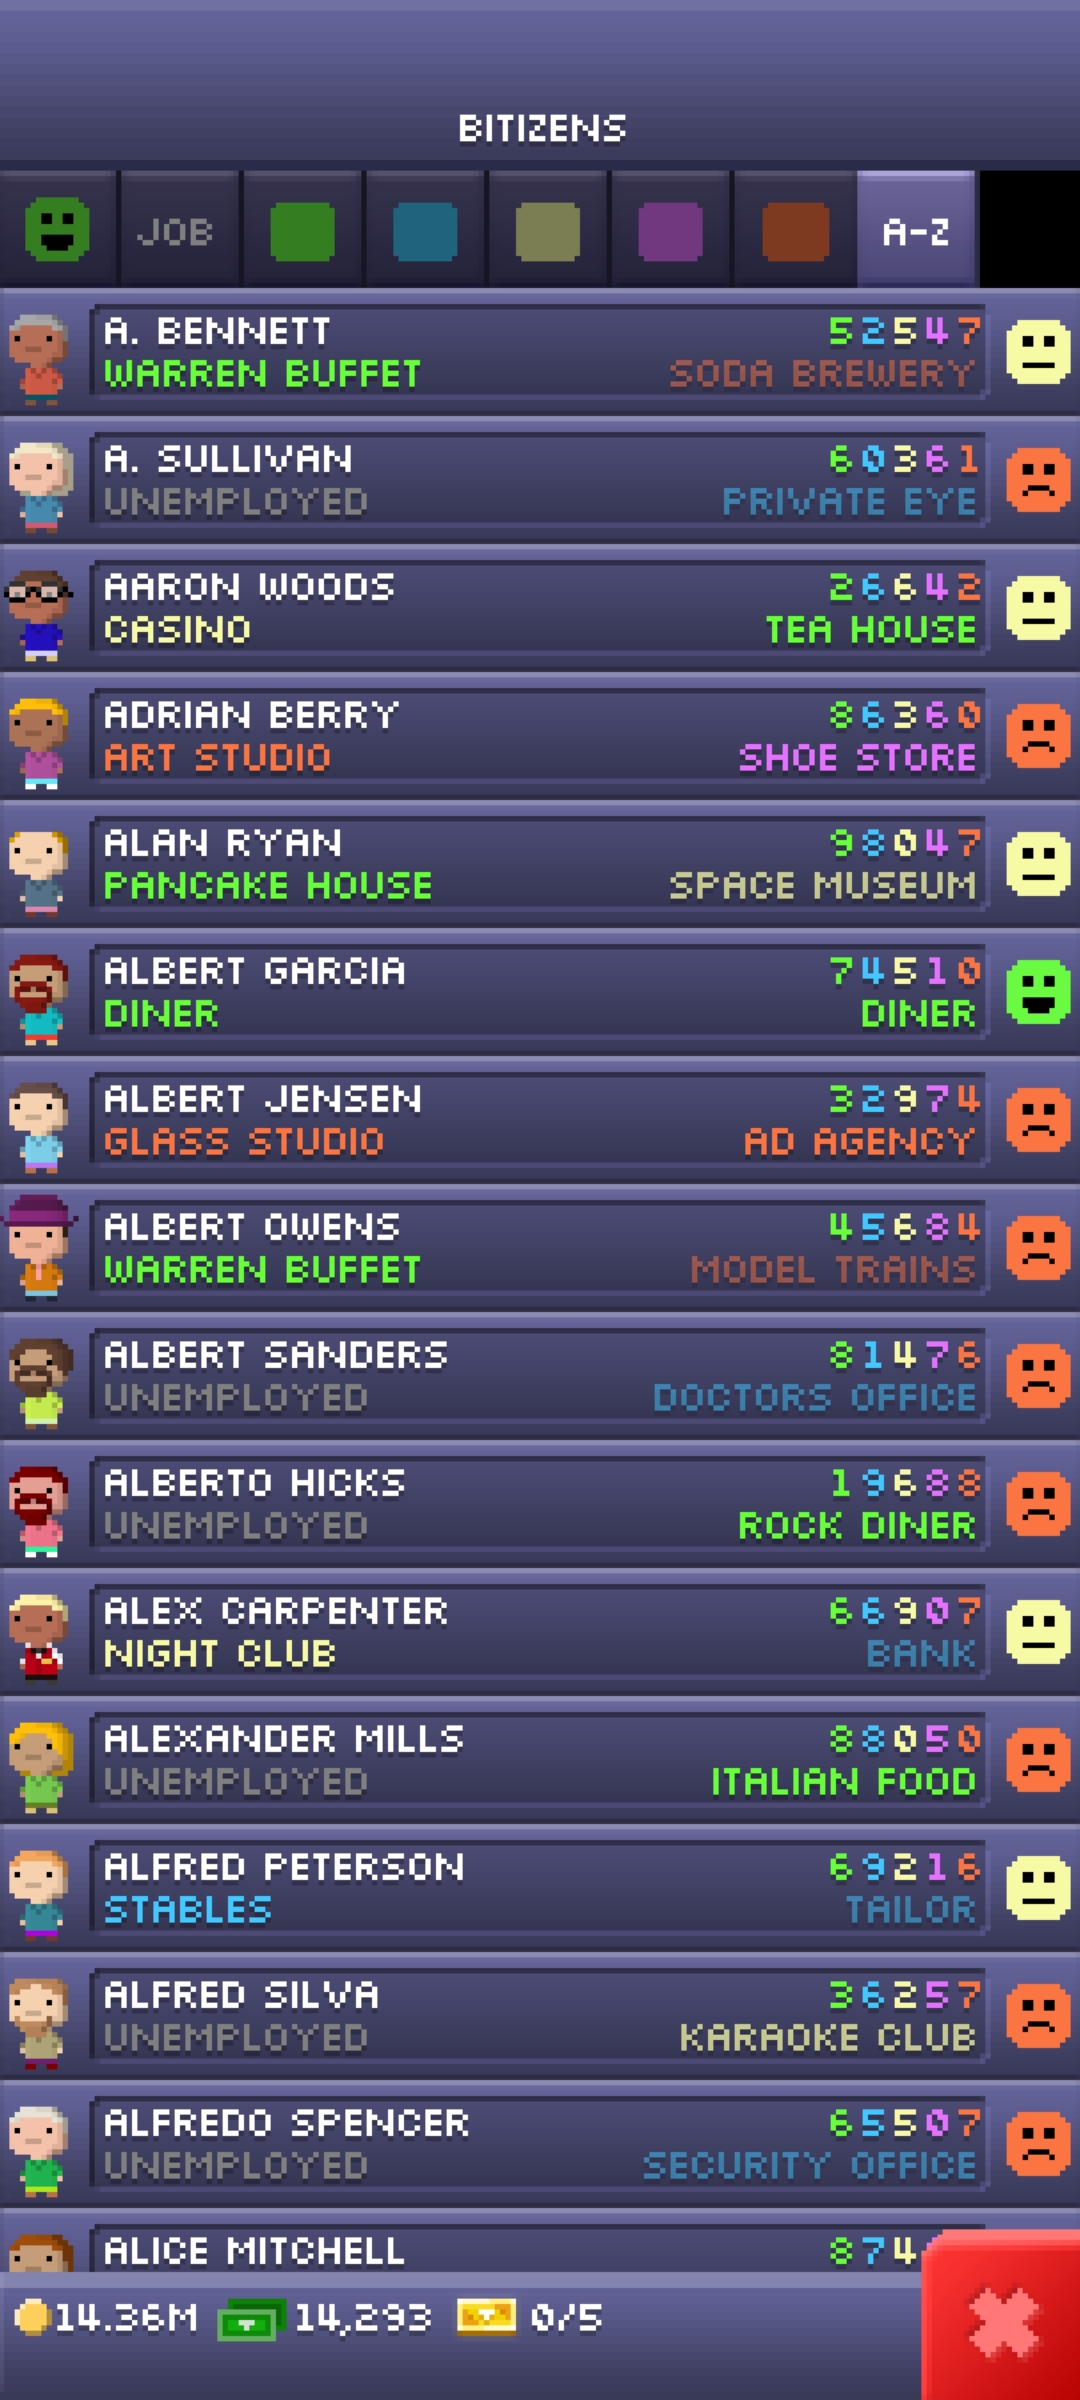 BITIZENS
JOB A-Z
A. BENNETT 52547
WARREN BUFFET SODA BREWERY
A. SULLIVAN 60361
UNEMPLOYED PRIVATE EYE
AARON WOODS 26642
CASINO TEA HOUSE
ADRIAN BERRY 86360
ART STUDIO SHOE STORE
ALAN RYAN 98047
PANCAKE HOUSE SPACE MUSEUM
ALBERT GARCIA 74510
DINER DINER
ALBERT JENSEN 32974
GLASS STUDIO AD AGENCY
ALBERT OWENS 45684
WARREN BUFFET MODEL TRAINS
ALBERT SANDERS 81476
UNEMPLOYED DOCTORS OFFICE
ALBERTO HICKS 19688
UNEMPLOYED ROCK DINER
ALEX CARPENTER 66907
NIGHT CLUB BANK
ALEXANDER MILLS 88050
UNEMPLOYED ITALIAN FOOD
ALFRED PETERSON 69216
STABLES TAILOR
ALFRED SILVA 36257
UNEMPLOYED KARAOKE CLUB
ALFREDO SPENCER 65507
UNEMPLOYED SECURITY OFFICE
ALICE MITCHELL 874
14.36M 14,293 0/5